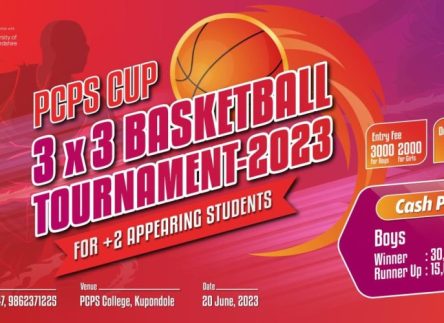 PCPS CUP
3 x 3 BASKETBALL
TOURNAMENT-2023
FOR +2 APPEARING STUDENTS
Entry fee
3000 2000
for Boys for Girls
Cash P
Boys
Winner : 30,
Runner Up : 15,
Venue
Date
7, 9862371225
PCPS College, Kupondole
20 June, 2023